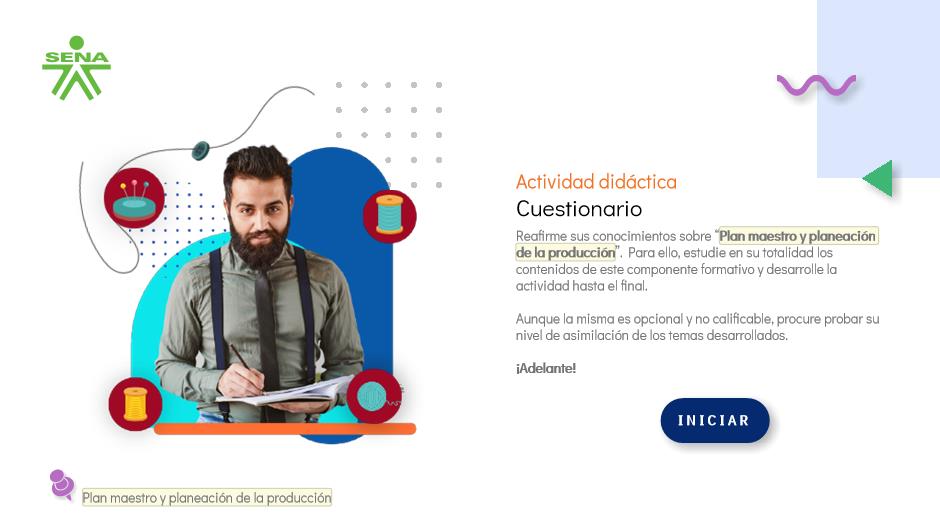 SENA
Actividad didáctica
Cuestionario
Reafirme sus conocimientos sobre “Plan maestro y planeación
de la producción”. Para ello, estudie en su totalidad los
contenidos de este componente formativo y desarrolle la
actividad hasta el final.
Aunque la misma es opcional y no calificable, procure probar su
nivel de asimilación de los temas desarrollados.
¡Adelante!
INICIAR
Plan maestro y planeación de la producción